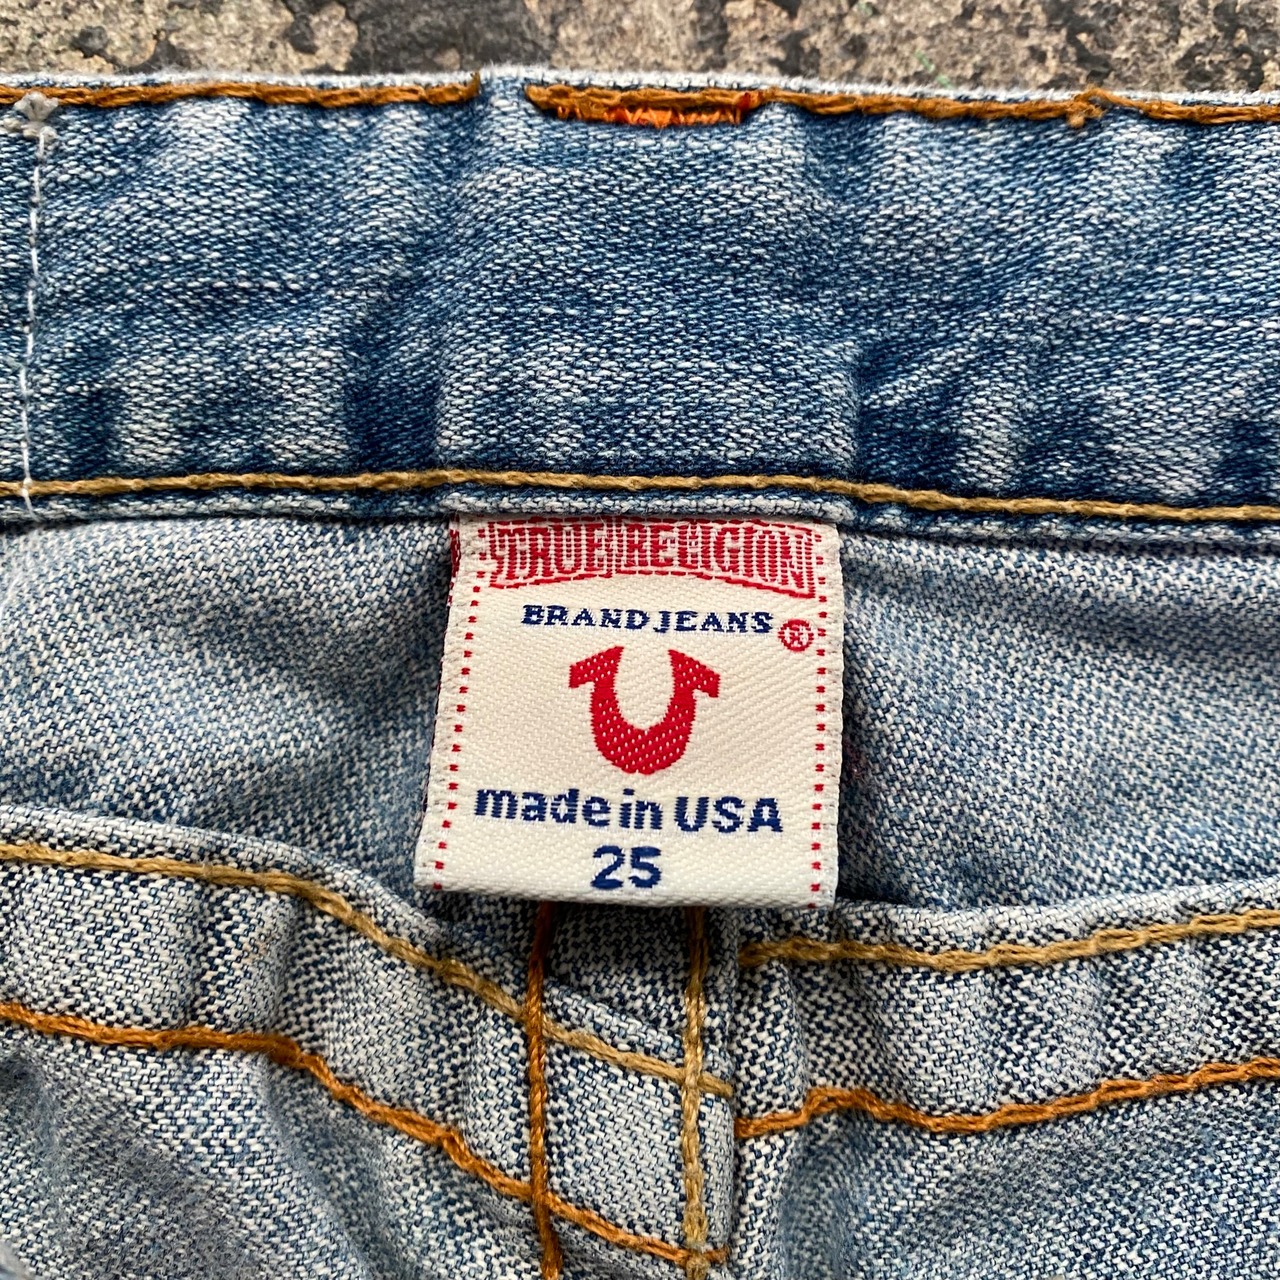 TRUE RELIGION
BRAND JEANS ®
made in USA
25